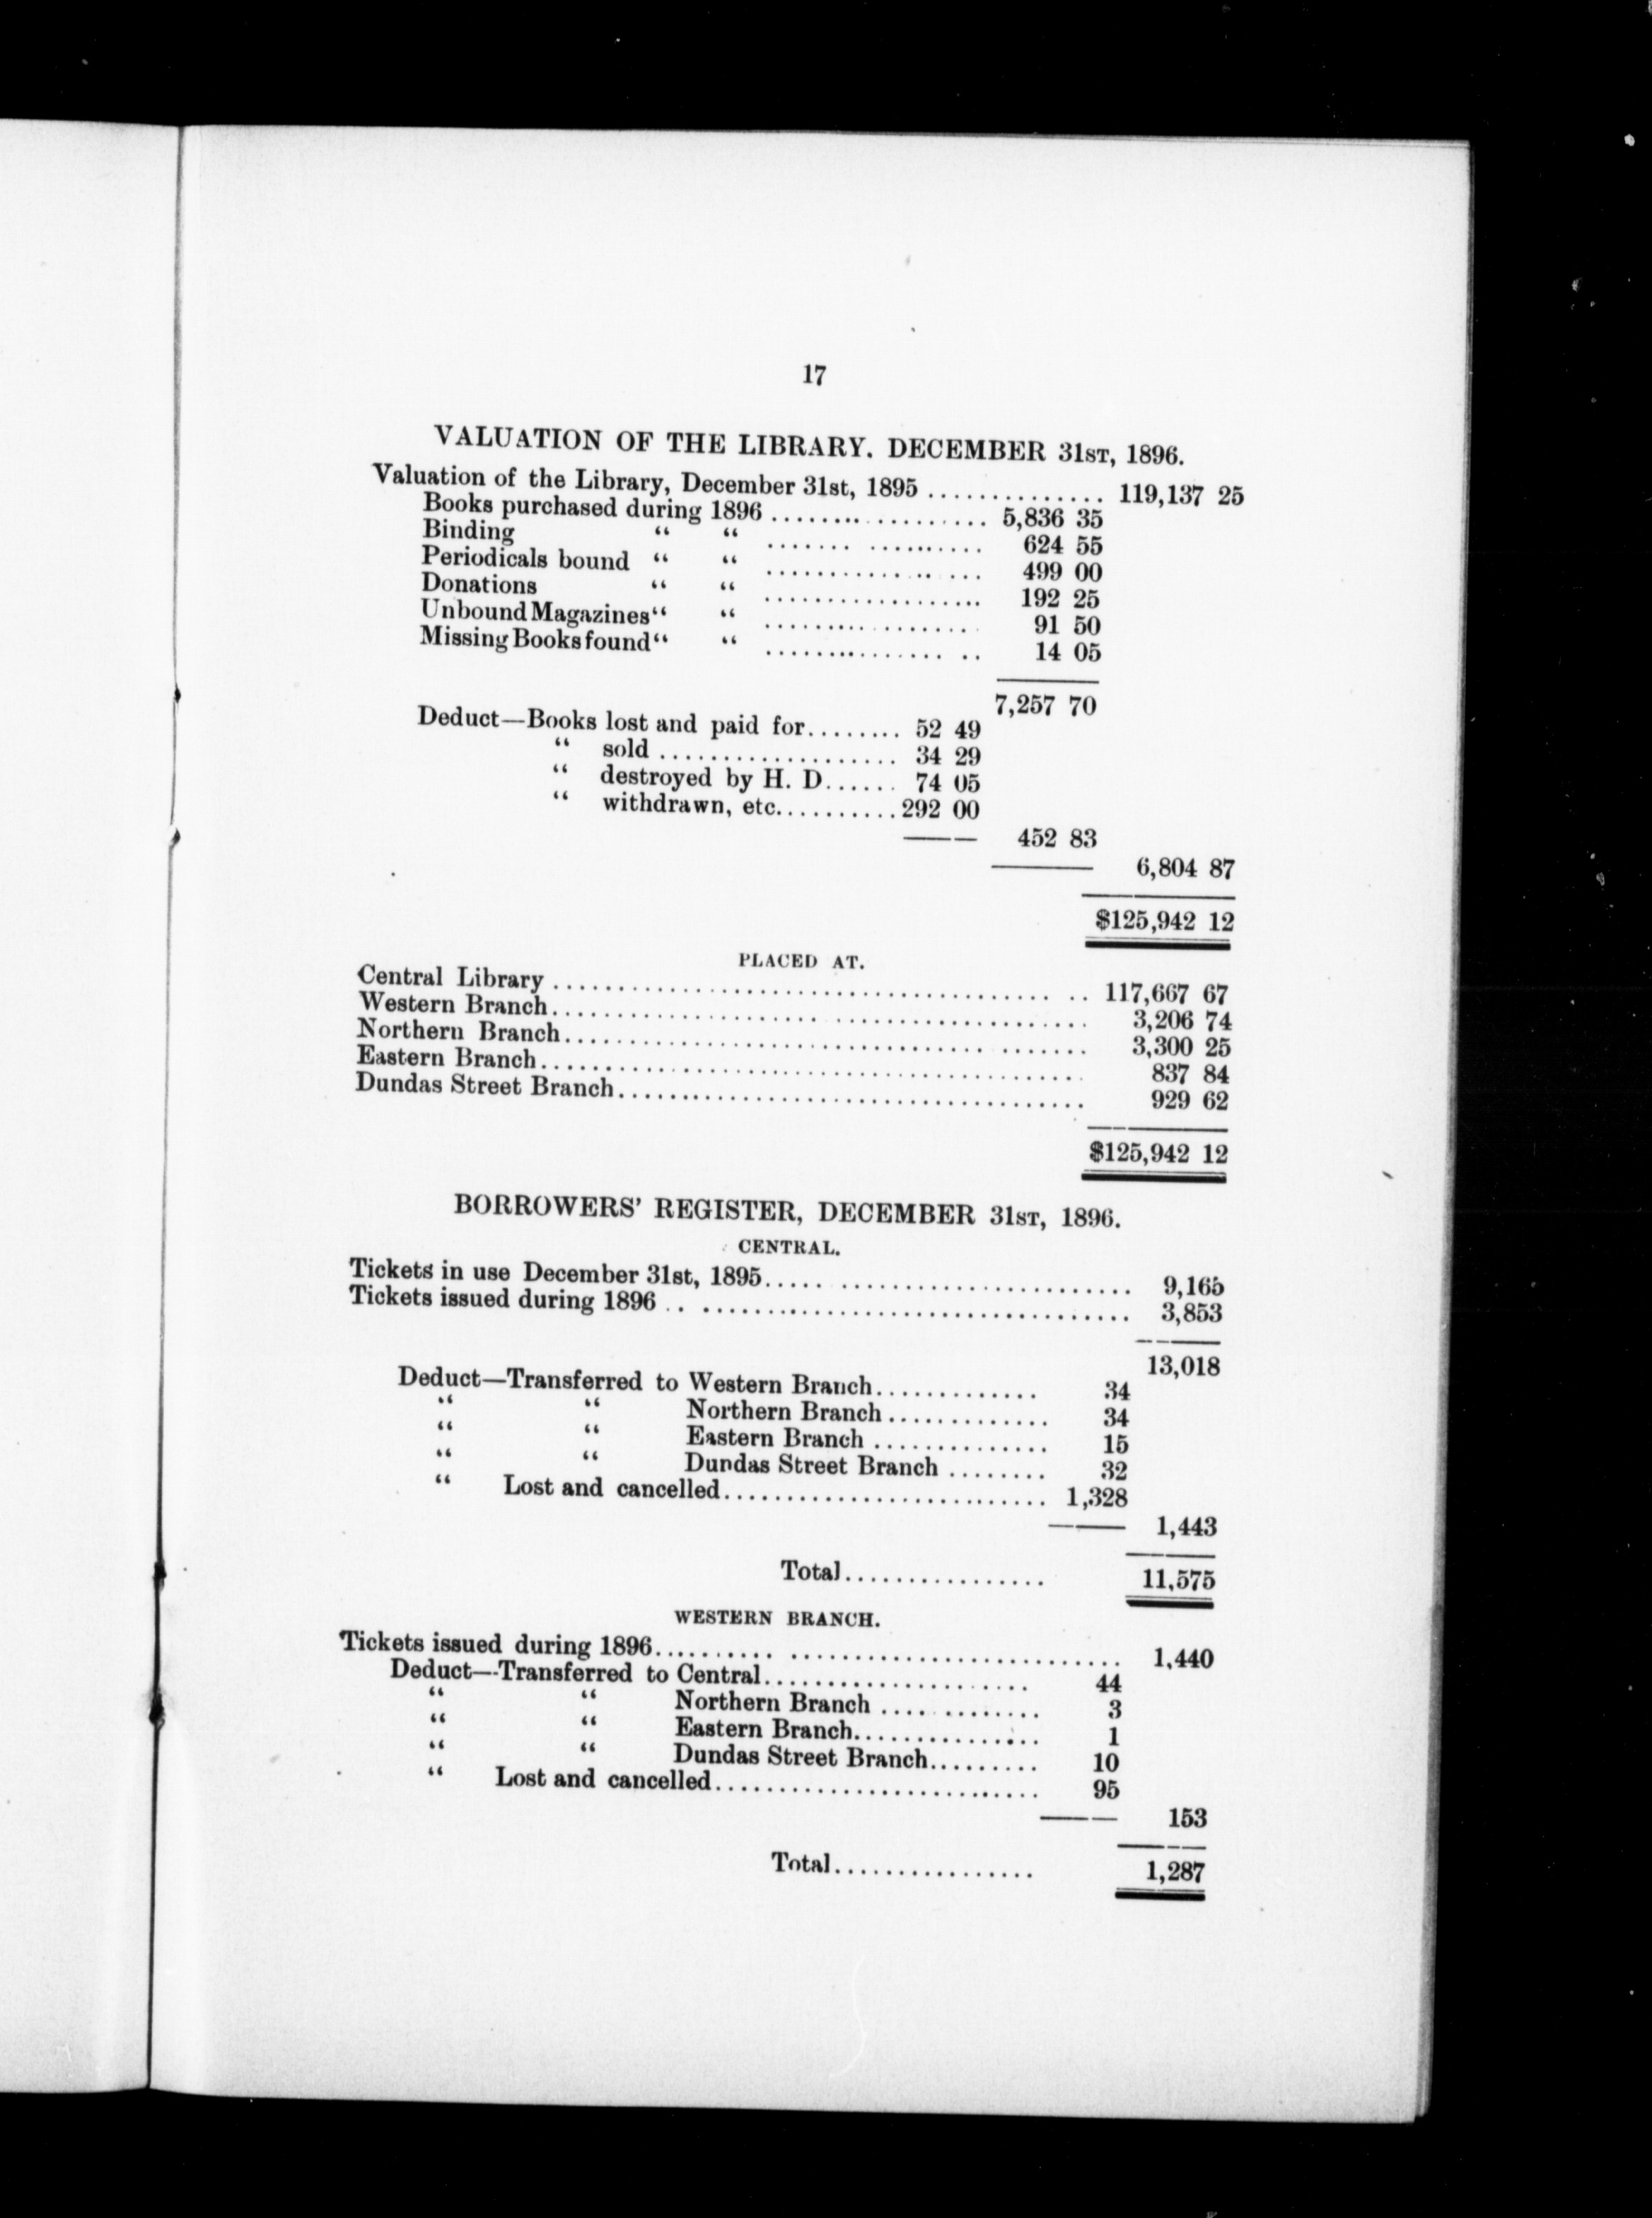 17
VALUATION OF THE LIBRARY. DECEMBER 31ST, 1896.
Valuation of the Library, December 31st, 1895 .............. 119,137 25
Books purchased during 1896 ................. 5,836 35
Binding “ “ ................ 624 55
Periodicals bound “ “ ................ 499 00
Donations “ “ ................. 192 25
Unbound Magazines “ “ ................ 91 50
Missing Books found “ “ ................ 14 05
7,257 70
Deduct—Books lost and paid for........ 52 49
“ sold ................... 34 29
“ destroyed by H. D...... 74 05
“ withdrawn, etc.......... 292 00
452 83
6,804 87
$125,942 12
PLACED AT.
Central Library ........................................ 117,667 67
Western Branch........................................ 3,206 74
Northern Branch........................................ 3,300 25
Eastern Branch........................................ 837 84
Dundas Street Branch.................................... 929 62
$125,942 12
BORROWERS’ REGISTER, DECEMBER 31ST, 1896.
CENTRAL.
Tickets in use December 31st, 1895............................ 9,165
Tickets issued during 1896 .................................... 3,853
13,018
Deduct—Transferred to Western Branch............. 34
“ “ Northern Branch ............. 34
“ “ Eastern Branch .............. 15
“ “ Dundas Street Branch ........ 32
“ Lost and cancelled.......................... 1,328
1,443
Total................ 11,575
WESTERN BRANCH.
Tickets issued during 1896.................................... 1,440
Deduct—Transferred to Central..................... 44
“ “ Northern Branch ............ 3
“ “ Eastern Branch............... 1
“ “ Dundas Street Branch......... 10
“ Lost and cancelled.......................... 95
153
Total................ 1,287